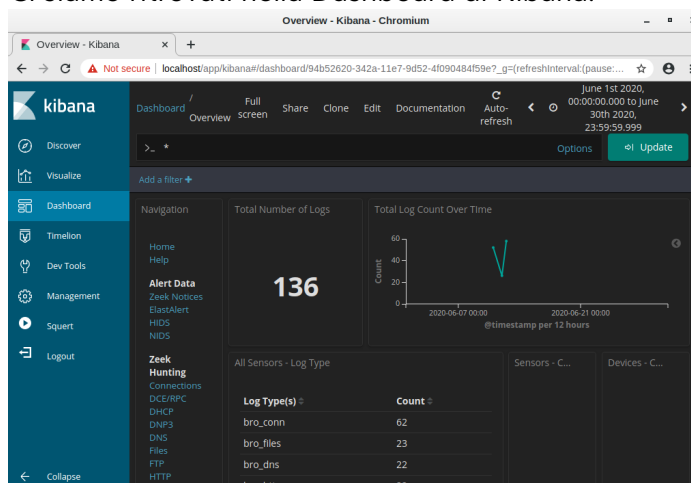 Overview - Kibana - Chromium
Overview - Kibana × +
Not secure | localhost/app/kibana#/dashboard/94b52620-342a-11e7-9d52-4f090484f59e?_g=(refreshInterval:(pause:...
kibana
Dashboard / Overview Full screen Share Clone Edit Documentation Auto-refresh June 1st 2020, 00:00:00.000 to June 30th 2020, 23:59:59.999
>_ * Options Update
Add a filter +
Discover
Visualize
Dashboard
Timelion
Dev Tools
Management
Squert
Logout
Collapse
Navigation
Home
Help
Alert Data
Zeek Notices
ElastAlert
HIDS
NIDS
Zeek Hunting
Connections
DCE/RPC
DHCP
DNP3
DNS
Files
FTP
HTTP
Total Number of Logs
136
Total Log Count Over Time
Count
60
40
20
0
2020-06-07 00:00 2020-06-21 00:00
@timestamp per 12 hours
All Sensors - Log Type
Log Type(s) Count
bro_conn 62
bro_files 23
bro_dns 22
Sensors - C...
Devices - C...